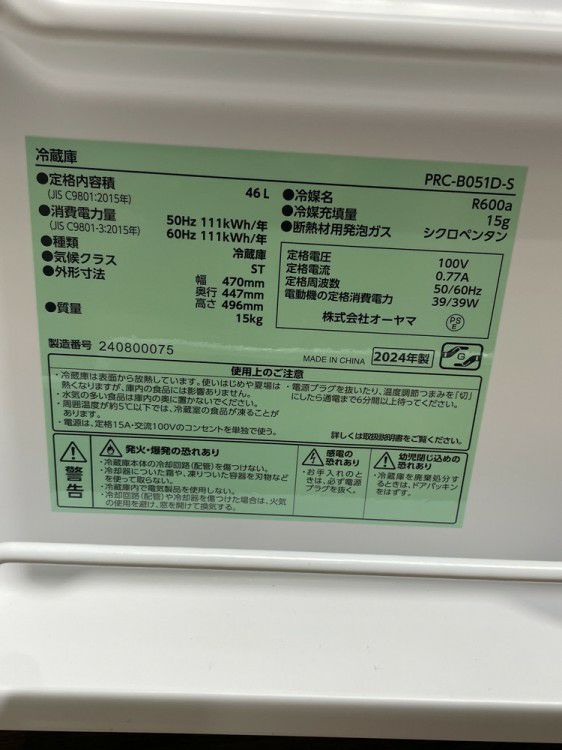 冷蔵庫
PRC-B051D-S
●定格内容積 46 L
(JIS C9801:2015年)
●消費電力量 50Hz 111kWh/年
(JIS C9801-3:2015年) 60Hz 111kWh/年
●種類 冷蔵庫
●気候クラス ST
●外形寸法 幅 470mm
奥行 447mm
高さ 496mm
●質量 15kg
●冷媒名 R600a
●冷媒充填量 15g
●断熱材用発泡ガス シクロペンタン
定格電圧 100V
定格電流 0.77A
定格周波数 50/60Hz
電動機の定格消費電力 39/39W
株式会社オーヤマ
PSE
製造番号 240800075
MADE IN CHINA 2024年製
G
使用上のご注意
・冷蔵庫は表面から放熱しています。使いはじめや夏場は
熱くなりますが、庫内の食品には影響ありません。
・水気の多い食品は庫内の奥に置かないでください。
・周囲温度が約5℃以下では、冷蔵室の食品が凍ることが
あります。
・電源は、定格15A・交流100Vのコンセントを単独で使う。
・電源プラグを抜いたり、温度調節つまみを「切」
にしたら通電まで6分間以上待ってください。
詳しくは取扱説明書をご覧ください。
警告
発火・爆発の恐れあり
・冷蔵庫本体の冷却回路(配管)を傷つけない。
・冷却器についた霜、凍りついた容器を刃物など
を使って取らない。
・冷蔵庫内で電気製品を使用しない。
・冷却回路(配管)や冷却器を傷つけた場合は、火気
の使用を避け、窓を開けて換気する。
感電の
恐れあり
・お手入れのと
きは、必ず電源
プラグを抜く。
幼児閉じ込めの
恐れあり
・冷蔵庫を廃棄処分す
るときは、ドアパッキン
をはずす。